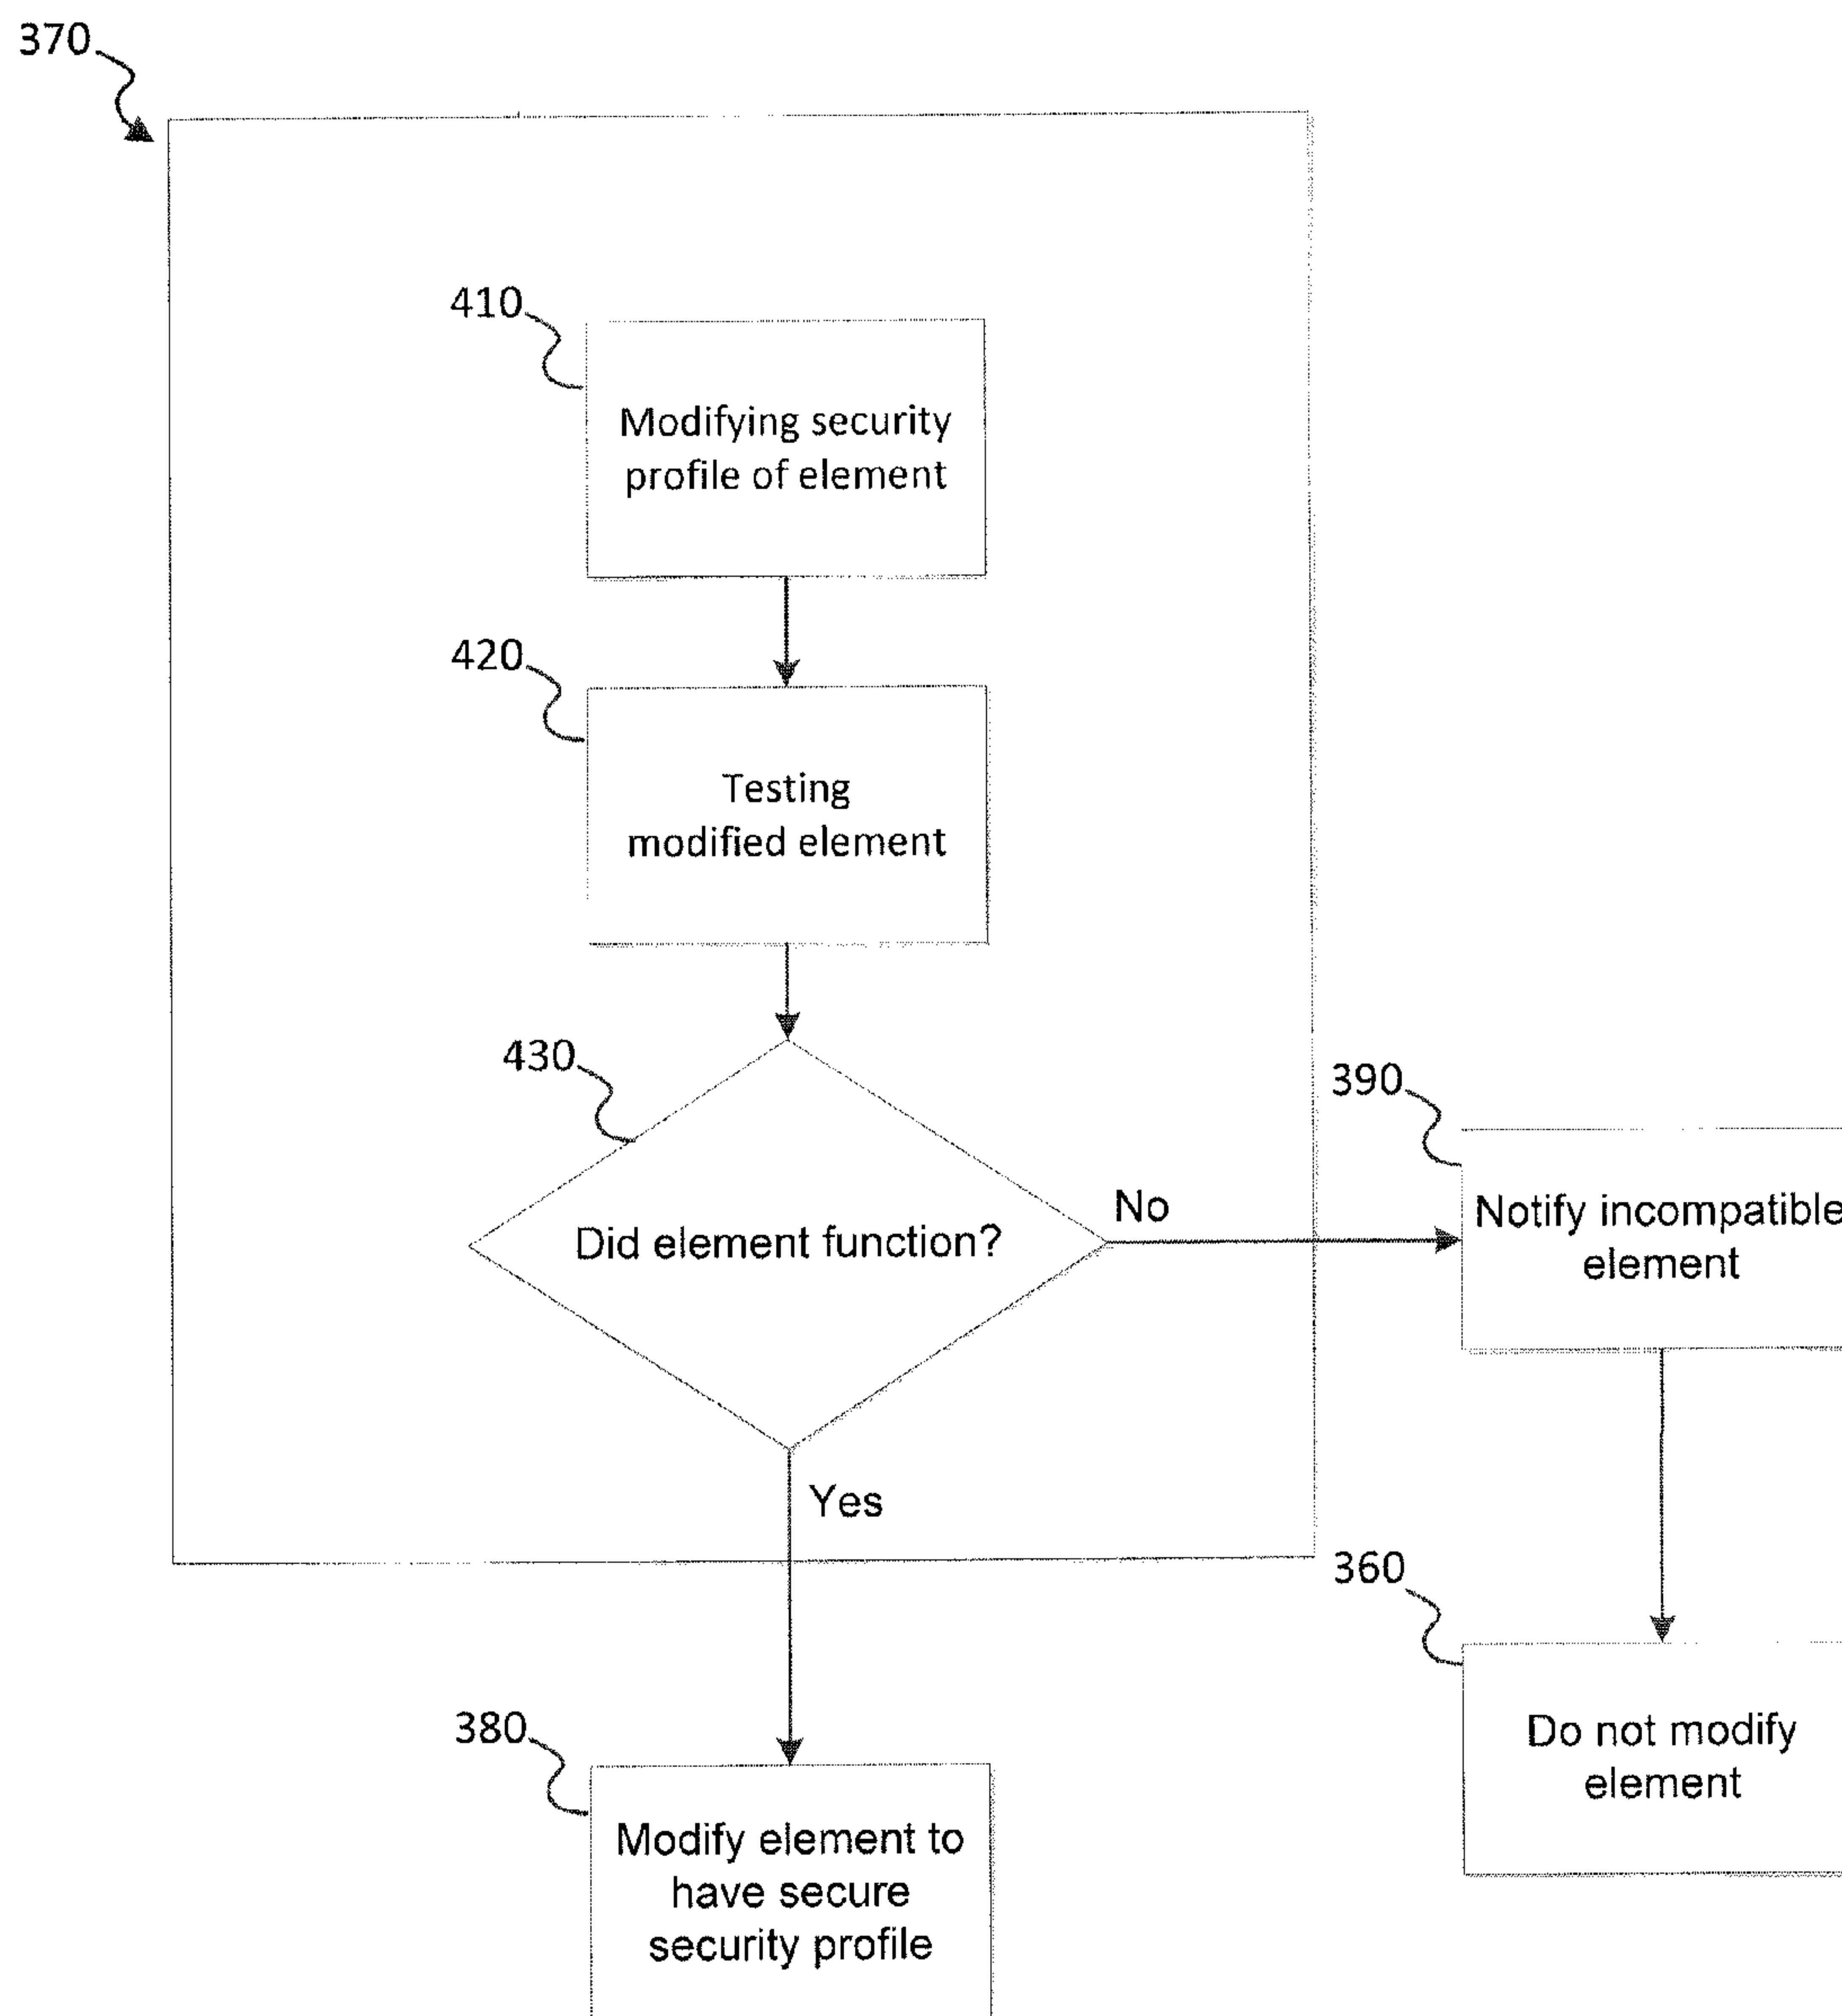 370
410
Modifying security
profile of element
420
Testing
modified element
430
Did element function?
No
390
Notify incompatible
element
Yes
360
Do not modify
element
380
Modify element to
have secure
security profile